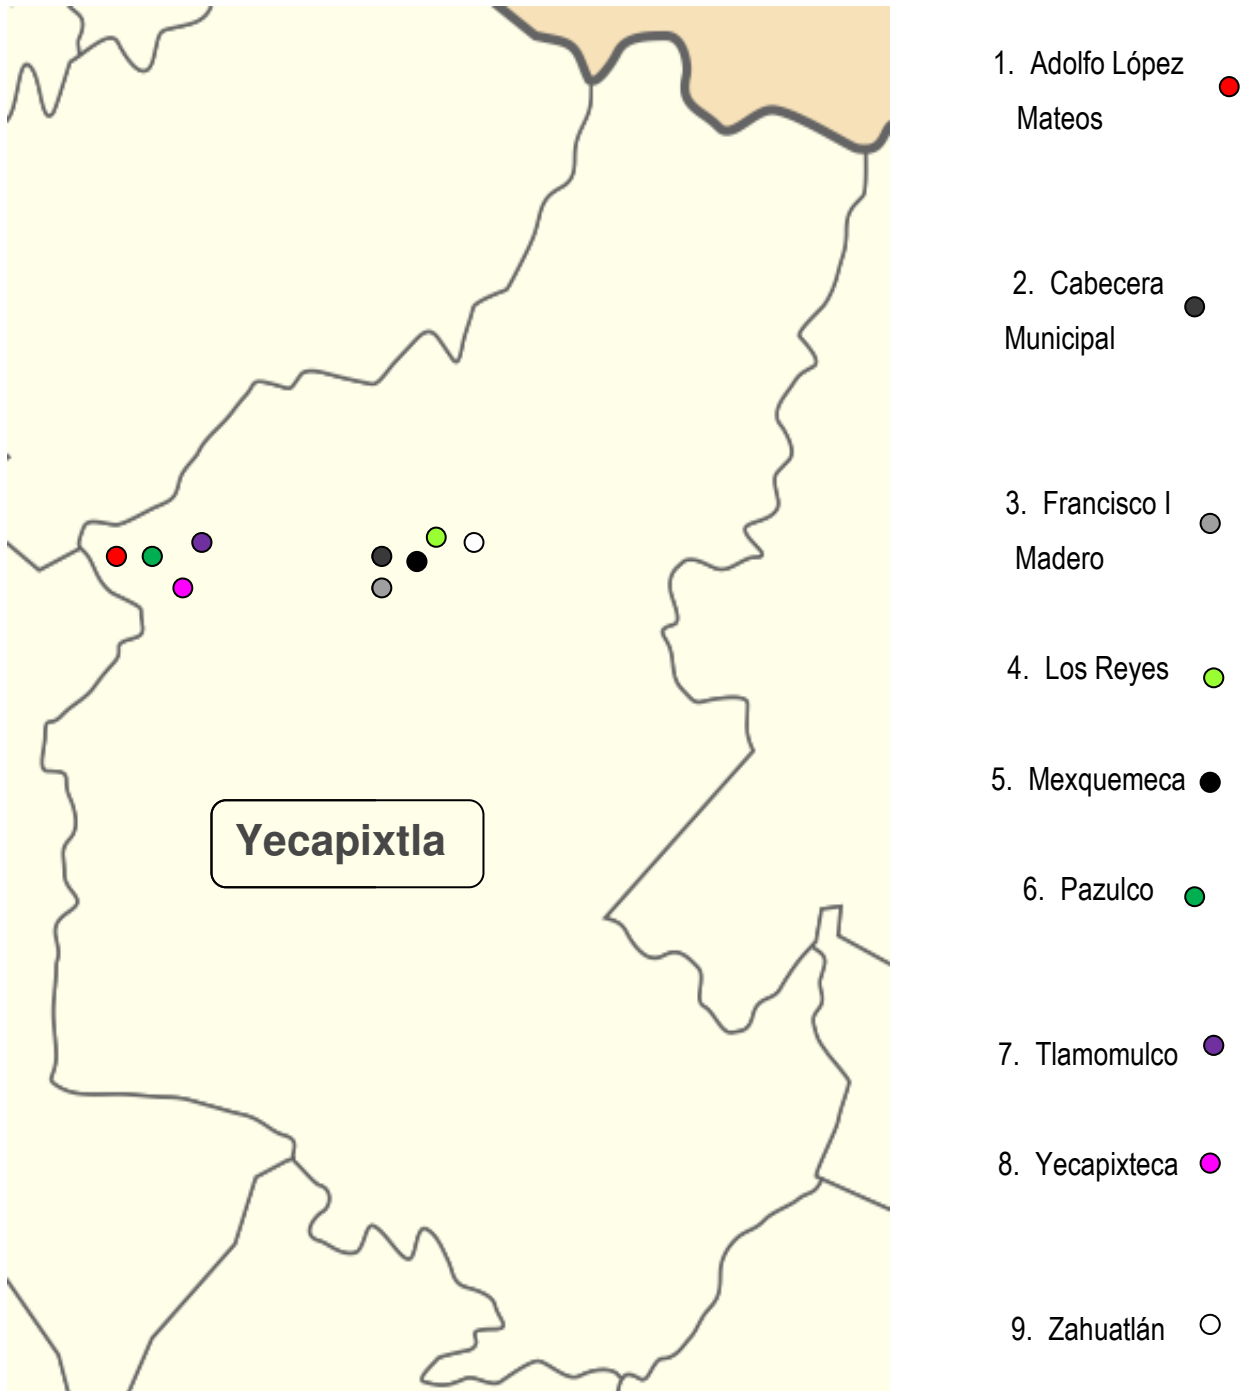 Yecapixtla
1. Adolfo López
Mateos
2. Cabecera
Municipal
3. Francisco I
Madero
4. Los Reyes
5. Mexquemeca
6. Pazulco
7. Tlamomulco
8. Yecapixteca
9. Zahuatlán